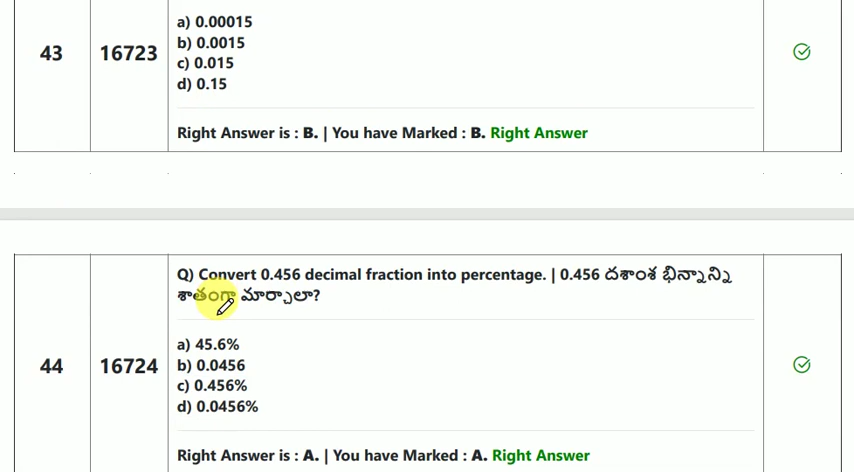 a) 0.00015
b) 0.0015
43 16723
c) 0.015
d) 0.15
Right Answer is : B. | You have Marked : B. Right Answer
Q) Convert 0.456 decimal fraction into percentage. | 0.456 దశాంశ భిన్నాన్ని
శాతంగా మార్చాలా?
a) 45.6%
44 16724
b) 0.0456
c) 0.456%
d) 0.0456%
Right Answer is : A. | You have Marked : A. Right Answer